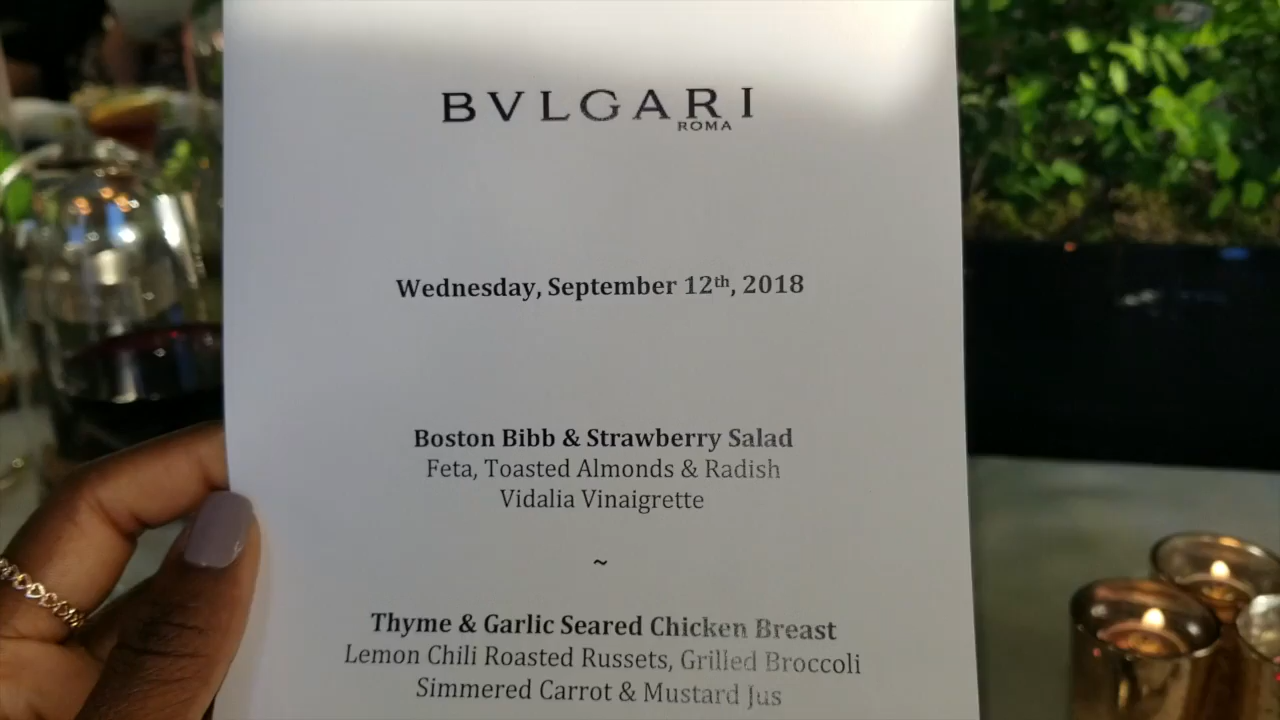 BVLGARI
ROMA
Wednesday, September 12th, 2018
Boston Bibb & Strawberry Salad
Feta, Toasted Almonds & Radish
Vidalia Vinaigrette
~
Thyme & Garlic Seared Chicken Breast
Lemon Chili Roasted Russets, Grilled Broccoli
Simmered Carrot & Mustard Jus